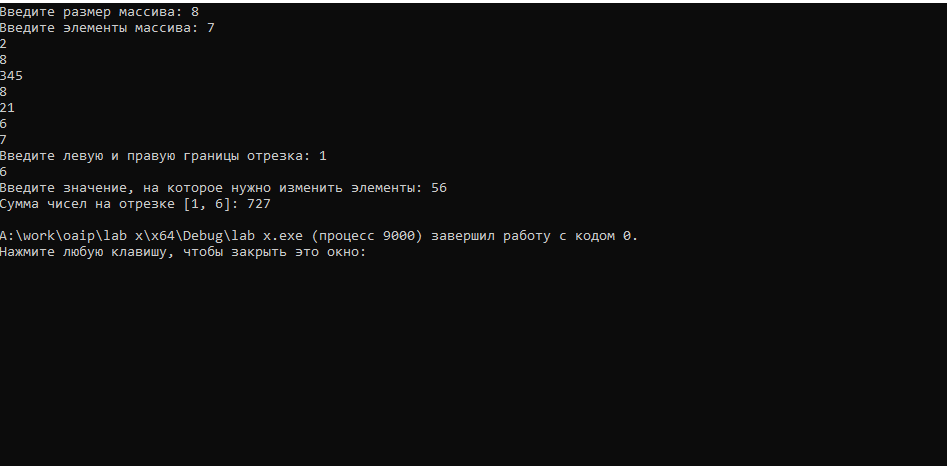 Введите размер массива: 8
Введите элементы массива: 7
2
8
345
8
21
6
7
Введите левую и правую границы отрезка: 1
6
Введите значение, на которое нужно изменить элементы: 56
Сумма чисел на отрезке [1, 6]: 727
A:\work\oaip\lab x\x64\Debug\lab x.exe (процесс 9000) завершил работу с кодом 0.
Нажмите любую клавишу, чтобы закрыть это окно: